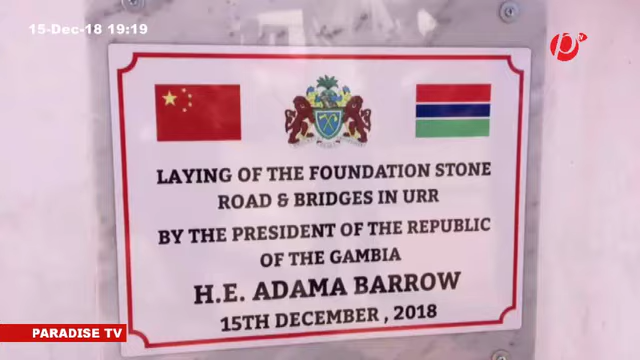 15-Dec-18 19:19
LAYING OF THE FOUNDATION STONE
ROAD & BRIDGES IN URR
BY THE PRESIDENT OF THE REPUBLIC
OF THE GAMBIA
H.E. ADAMA BARROW
15TH DECEMBER , 2018
PARADISE TV